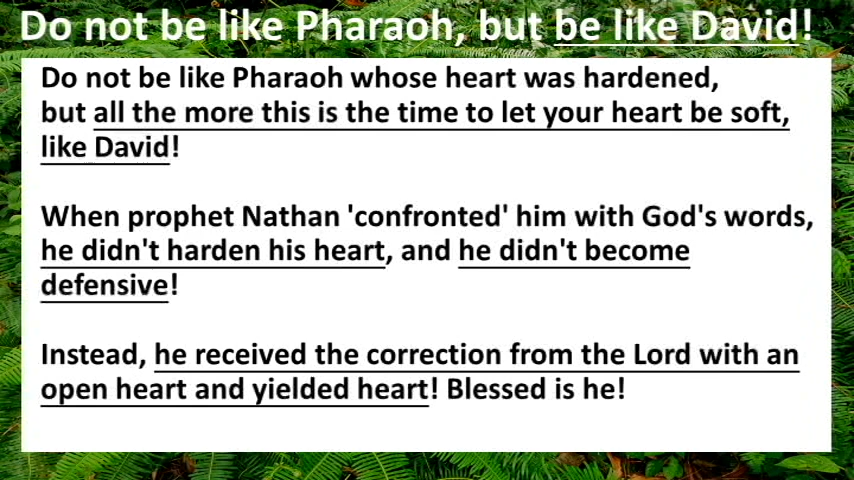 Do not be like Pharaoh, but be like David!
Do not be like Pharaoh whose heart was hardened,
but all the more this is the time to let your heart be soft,
like David!
When prophet Nathan 'confronted' him with God's words,
he didn't harden his heart, and he didn't become
defensive!
Instead, he received the correction from the Lord with an
open heart and yielded heart! Blessed is he!